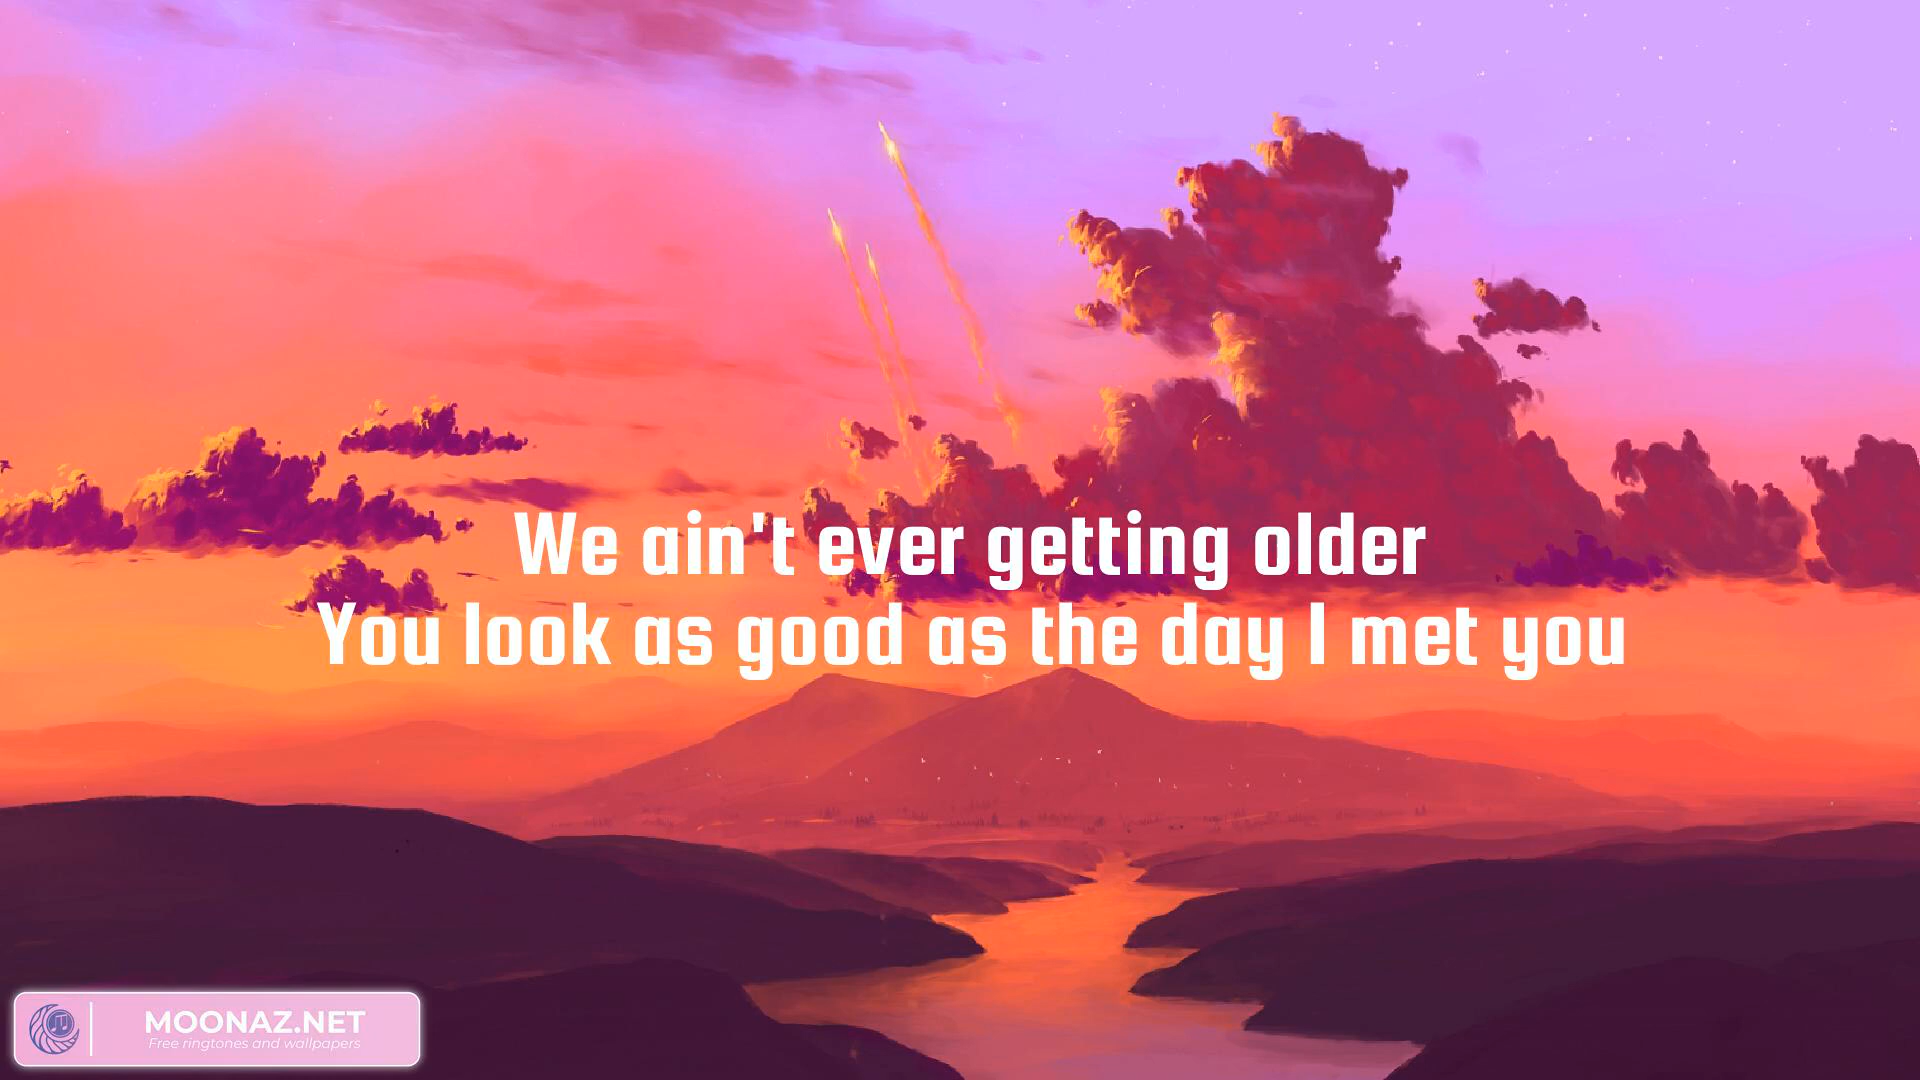 We ain't ever getting older
You look as good as the day I met you
MOONAZ.NET
Free ringtones and wallpapers